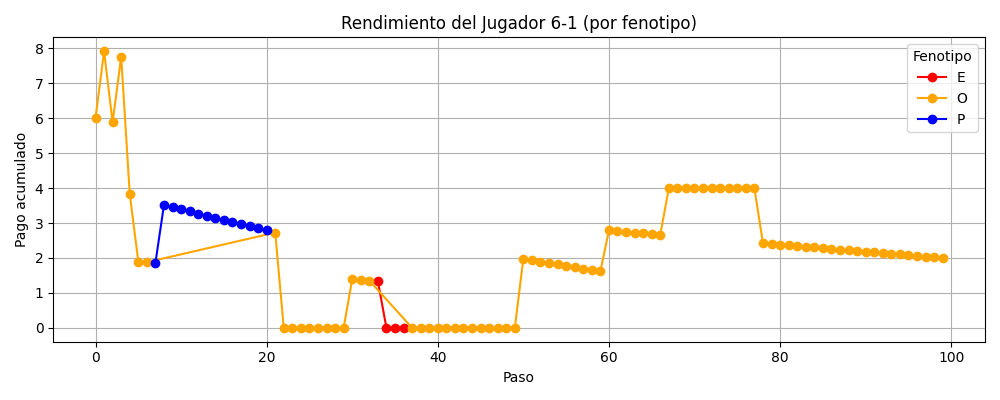 Rendimiento del Jugador 6-1 (por fenotipo)
Pago acumulado
8
7
6
5
4
3
2
1
0
Fenotipo
E
O
P
0 20 40 60 80 100
Paso